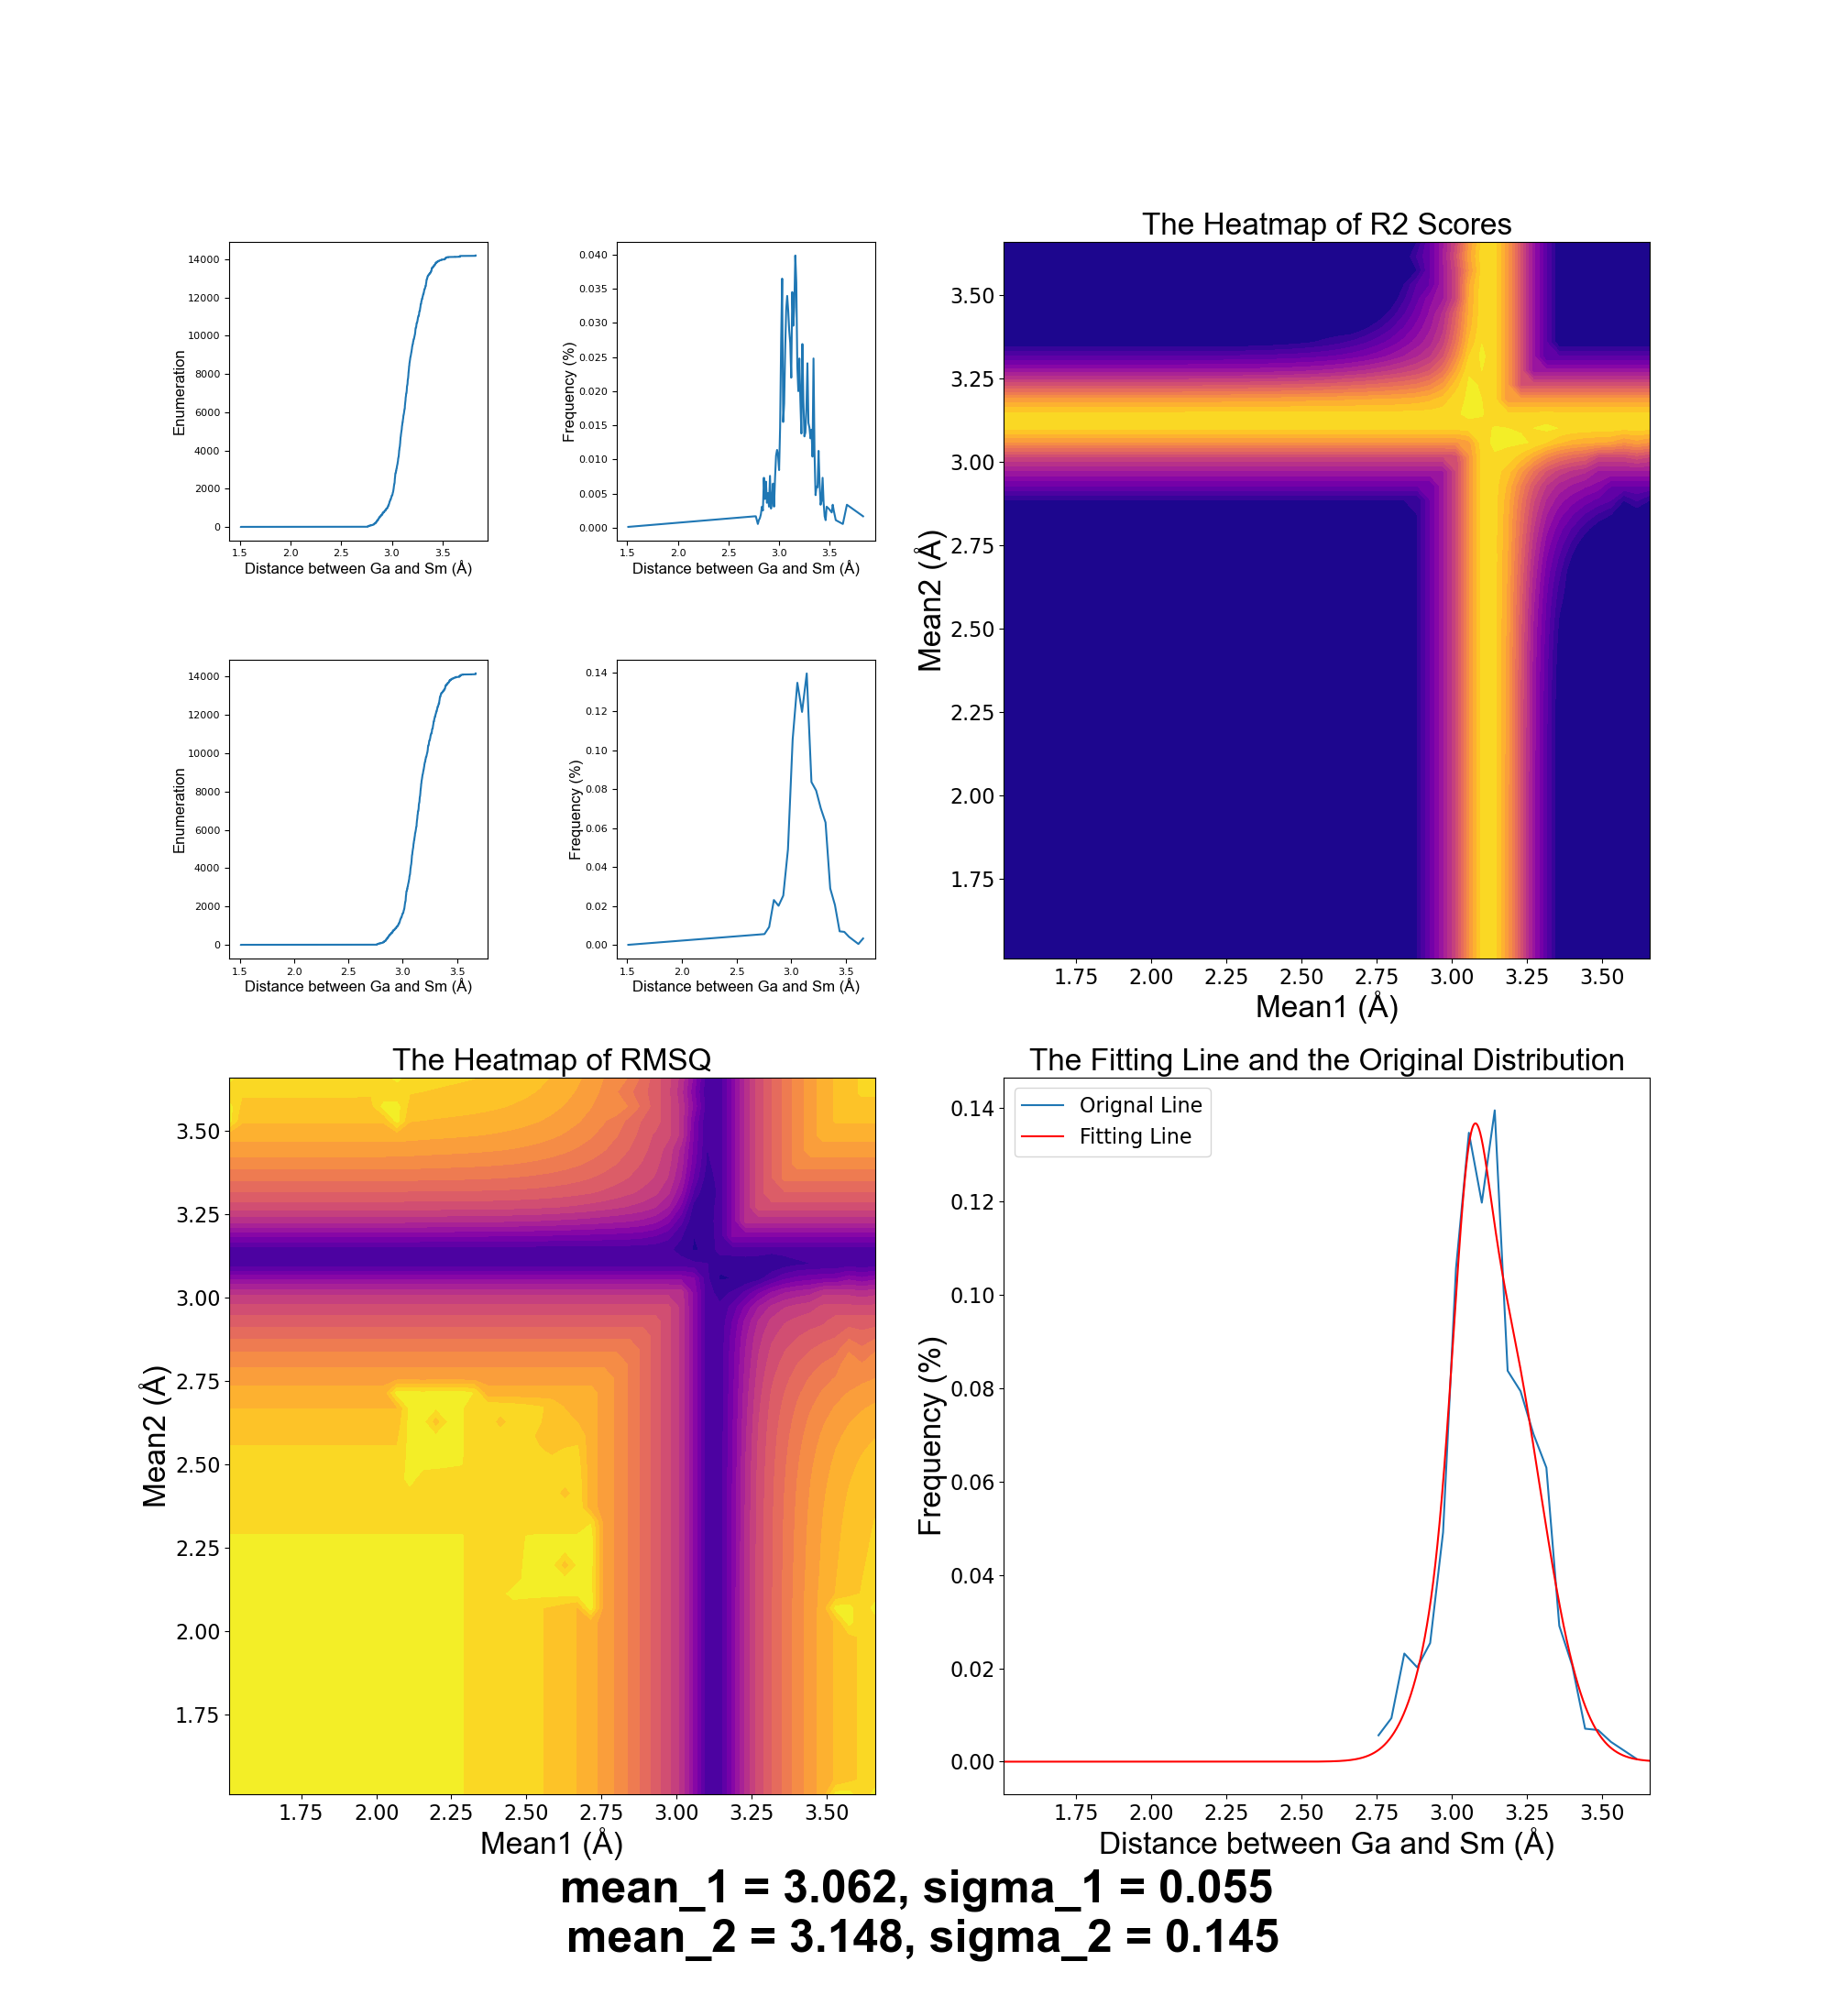 14000
12000
10000
8000
6000
4000
2000
0
Enumeration
1.5 2.0 2.5 3.0 3.5
Distance between Ga and Sm (Å)
0.040
0.035
0.030
0.025
0.020
0.015
0.010
0.005
0.000
Frequency (%)
1.5 2.0 2.5 3.0 3.5
Distance between Ga and Sm (Å)
The Heatmap of R2 Scores
3.50
3.25
3.00
2.75
2.50
2.25
2.00
1.75
Mean2 (Å)
1.75 2.00 2.25 2.50 2.75 3.00 3.25 3.50
Mean1 (Å)
14000
12000
10000
8000
6000
4000
2000
0
Enumeration
1.5 2.0 2.5 3.0 3.5
Distance between Ga and Sm (Å)
0.14
0.12
0.10
0.08
0.06
0.04
0.02
0.00
Frequency (%)
1.5 2.0 2.5 3.0 3.5
Distance between Ga and Sm (Å)
The Heatmap of RMSQ
3.50
3.25
3.00
2.75
2.50
2.25
2.00
1.75
Mean2 (Å)
1.75 2.00 2.25 2.50 2.75 3.00 3.25 3.50
Mean1 (Å)
The Fitting Line and the Original Distribution
Orignal Line
Fitting Line
0.14
0.12
0.10
0.08
0.06
0.04
0.02
0.00
Frequency (%)
1.75 2.00 2.25 2.50 2.75 3.00 3.25 3.50
Distance between Ga and Sm (Å)
mean_1 = 3.062, sigma_1 = 0.055
mean_2 = 3.148, sigma_2 = 0.145